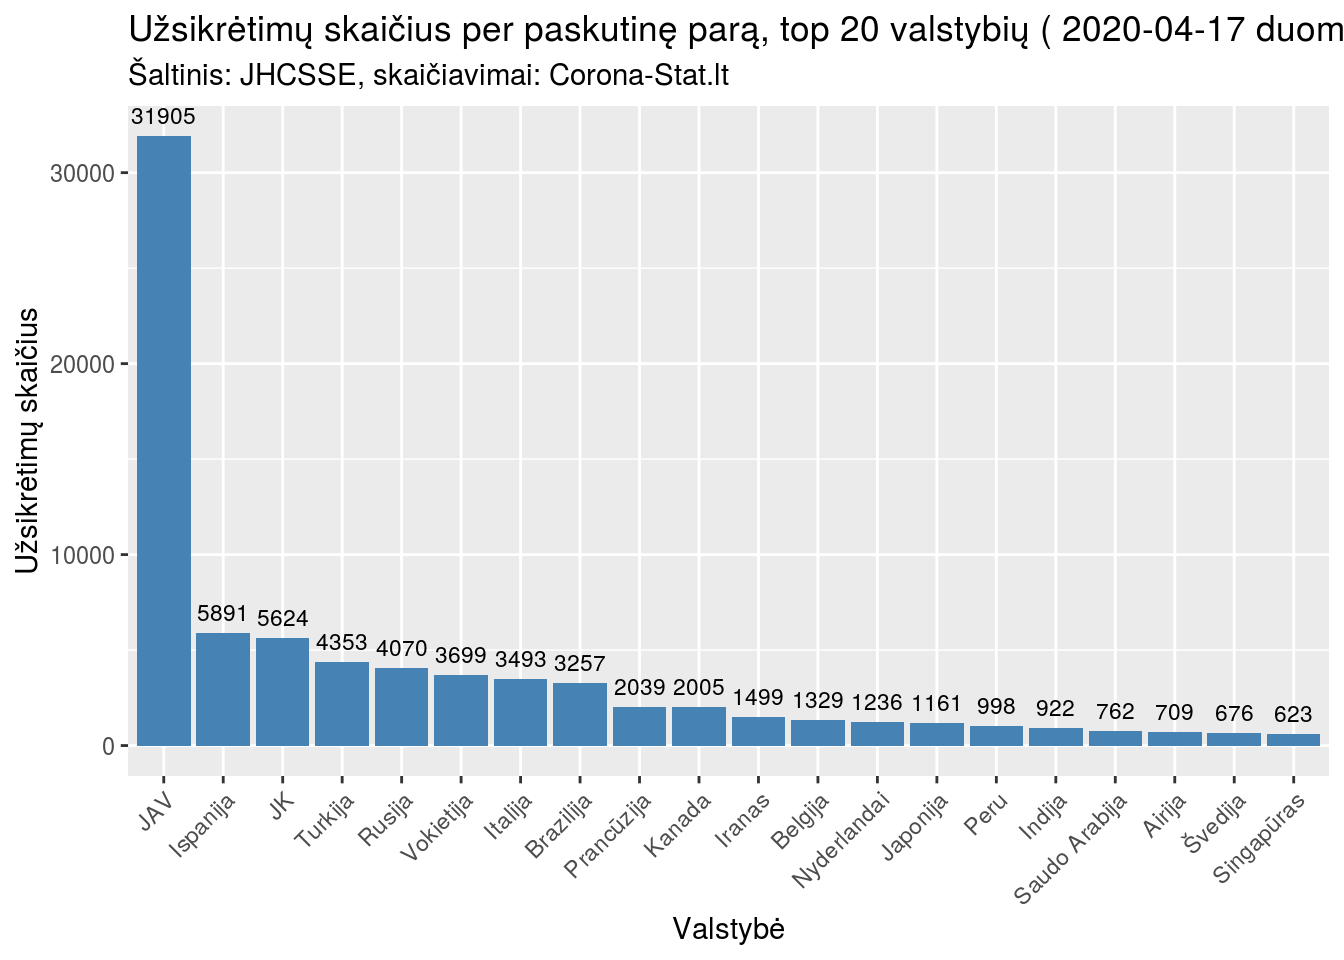 Užsikrėtimų skaičius per paskutinę parą, top 20 valstybių ( 2020-04-17 duom
Šaltinis: JHCSSE, skaičiavimai: Corona-Stat.lt
Užsikrėtimų skaičius
30000
20000
10000
0
31905
5891
5624
4353
4070
3699
3493
3257
2039
2005
1499
1329
1236
1161
998
922
762
709
676
623
JAV
Ispanija
JK
Turkija
Rusija
Vokietija
Italija
Brazilija
Prancūzija
Kanada
Iranas
Belgija
Nyderlandai
Japonija
Peru
Indija
Saudo Arabija
Airija
Švedija
Singapūras
Valstybė